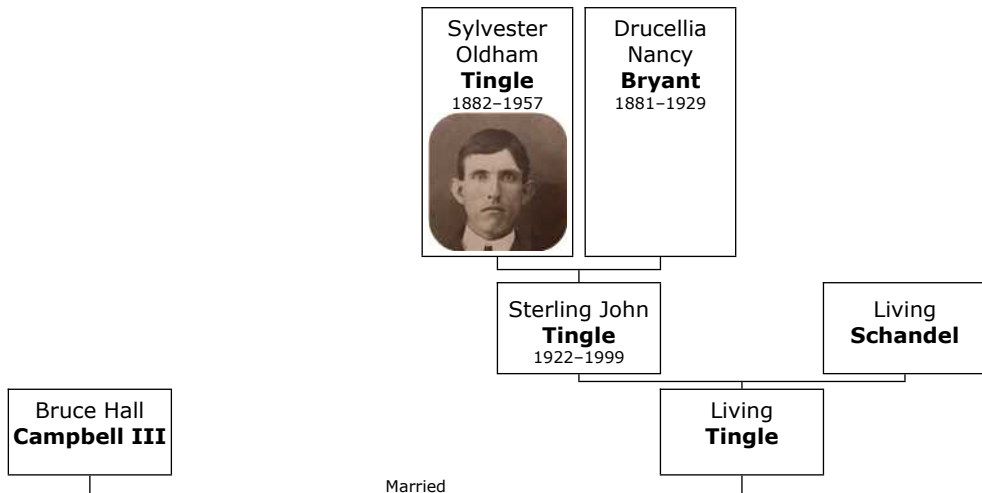 Sylvester
Oldham
Tingle
1882–1957
Drucellia
Nancy
Bryant
1881–1929
Sterling John
Tingle
1922–1999
Living
Schandel
Bruce Hall
Campbell III
Living
Tingle
Married